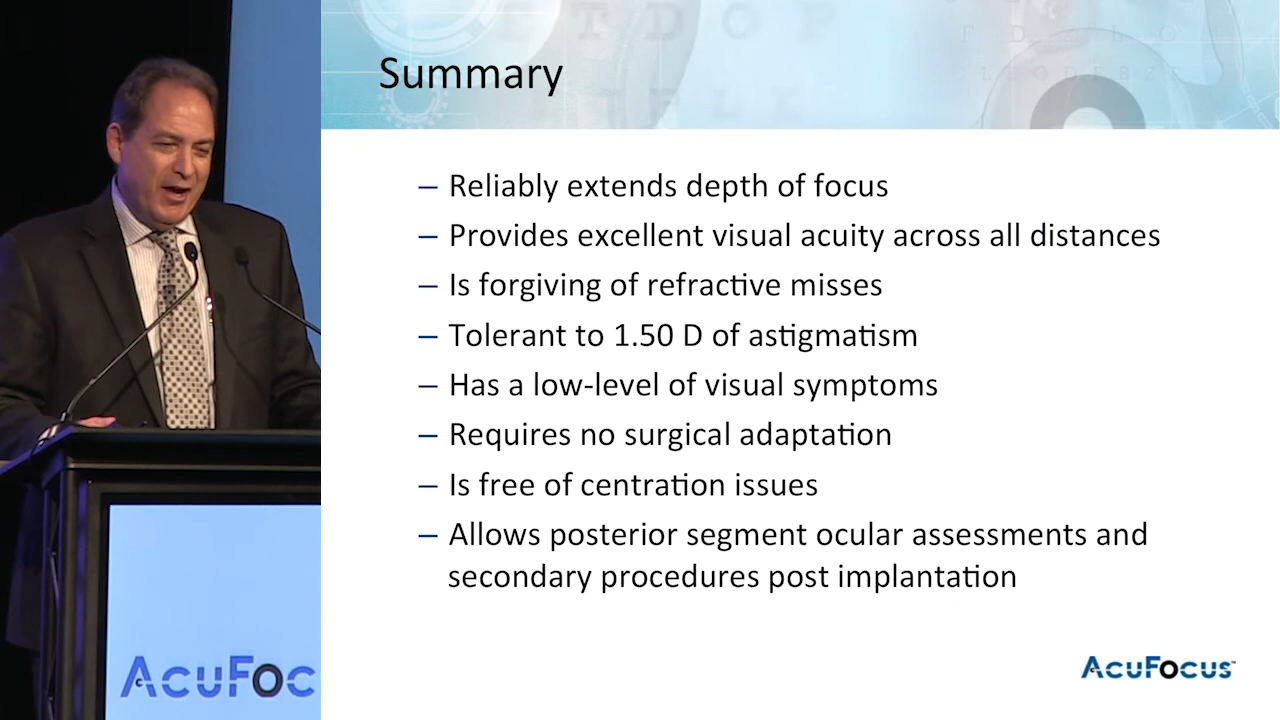 Summary
– Reliably extends depth of focus
– Provides excellent visual acuity across all distances
– Is forgiving of refractive misses
– Tolerant to 1.50 D of astigmatism
– Has a low-level of visual symptoms
– Requires no surgical adaptation
– Is free of centration issues
– Allows posterior segment ocular assessments and
secondary procedures post implantation
AcuFoc
AcuFocus™